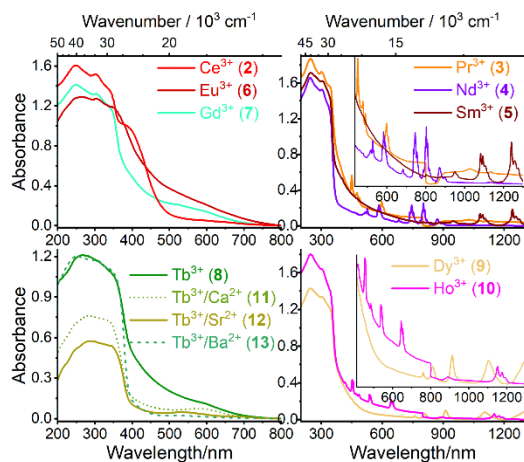 Wavenumber / 10³ cm⁻¹ Wavenumber / 10³ cm⁻¹
50 40 30 20 45 30 15
Absorbance
1.6
1.2
0.8
0.4
0.0
Ce³⁺ (2)
Eu³⁺ (6)
Gd³⁺ (7)
200 300 400 500 600 700 800
1.8
1.2
0.6
0.0
Pr³⁺ (3)
Nd³⁺ (4)
Sm³⁺ (5)
600 800 1000 1200
300 600 900 1200
Absorbance
1.2
0.9
0.6
0.3
0.0
Tb³⁺ (8)
Tb³⁺/Ca²⁺ (11)
Tb³⁺/Sr²⁺ (12)
Tb³⁺/Ba²⁺ (13)
200 300 400 500 600 700 800
Wavelength/nm
1.6
1.2
0.8
0.4
0.0
Dy³⁺ (9)
Ho³⁺ (10)
600 800 1000 1200
300 600 900 1200
Wavelength/nm